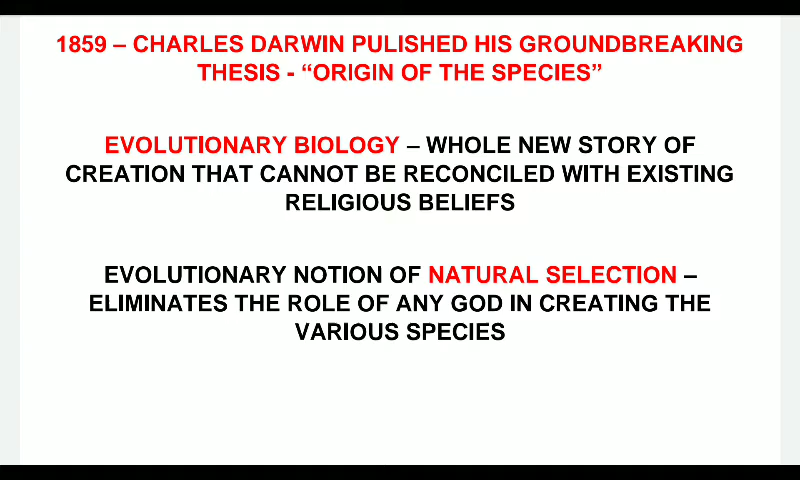 1859 – CHARLES DARWIN PULISHED HIS GROUNDBREAKING
THESIS - “ORIGIN OF THE SPECIES”
EVOLUTIONARY BIOLOGY – WHOLE NEW STORY OF
CREATION THAT CANNOT BE RECONCILED WITH EXISTING
RELIGIOUS BELIEFS
EVOLUTIONARY NOTION OF NATURAL SELECTION –
ELIMINATES THE ROLE OF ANY GOD IN CREATING THE
VARIOUS SPECIES